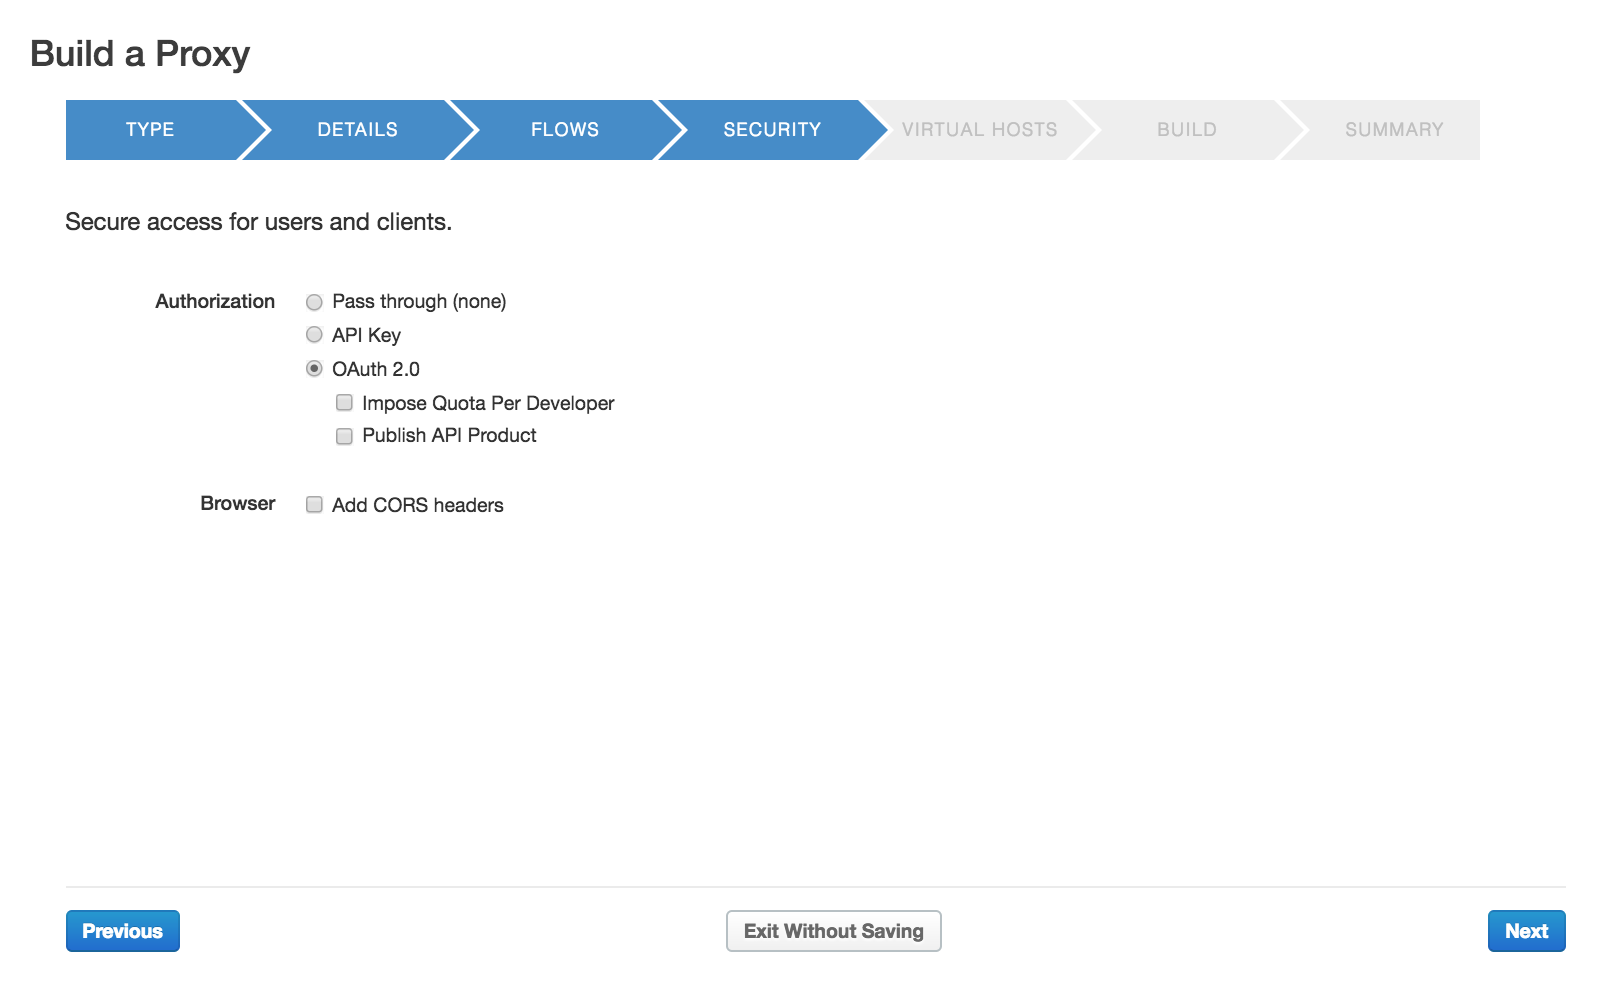 Build a Proxy
TYPE DETAILS FLOWS SECURITY VIRTUAL HOSTS BUILD SUMMARY
Secure access for users and clients.
Authorization Pass through (none)
API Key
OAuth 2.0
Impose Quota Per Developer
Publish API Product
Browser Add CORS headers
Previous Exit Without Saving Next